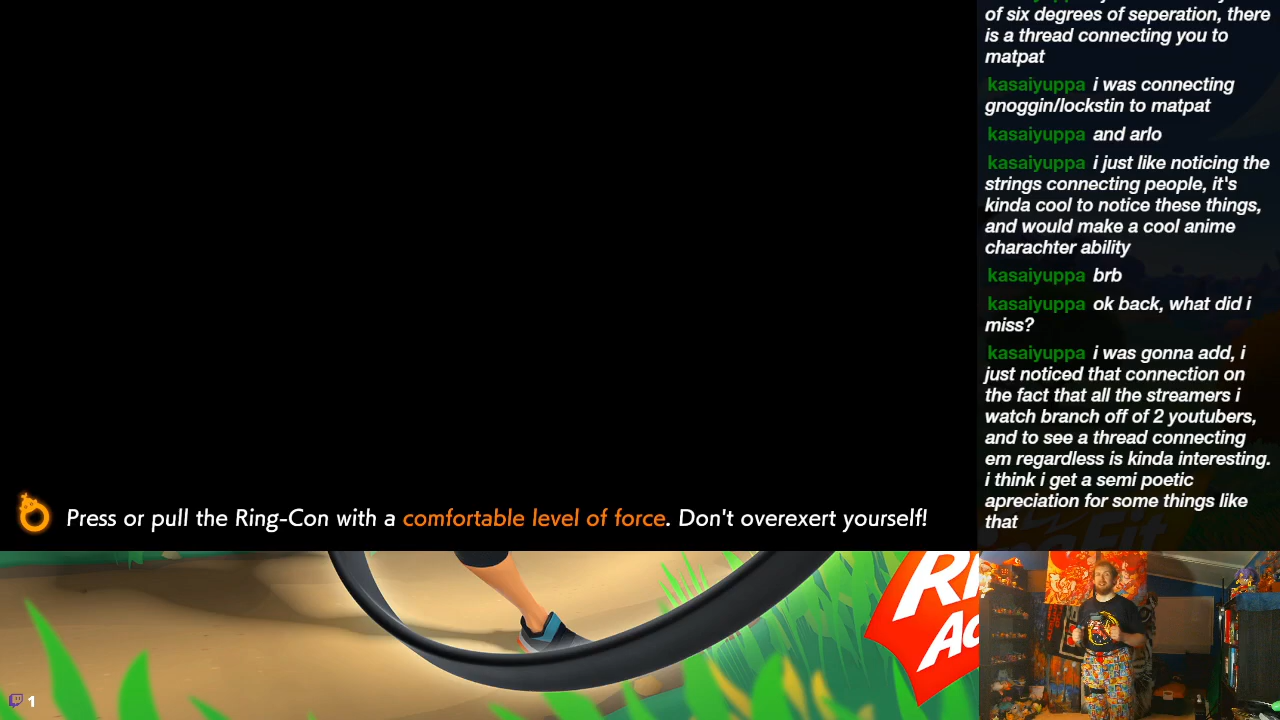 of six degrees of seperation, there
is a thread connecting you to
matpat
kasaiyuppa i was connecting
gnoggin/lockstin to matpat
kasaiyuppa and arlo
kasaiyuppa i just like noticing the
strings connecting people, it's
kinda cool to notice these things,
and would make a cool anime
charachter ability
kasaiyuppa brb
kasaiyuppa ok back, what did i
miss?
kasaiyuppa i was gonna add, i
just noticed that connection on
the fact that all the streamers i
watch branch off of 2 youtubers,
and to see a thread connecting
em regardless is kinda interesting.
i think i get a semi poetic
apreciation for some things like
that
Press or pull the Ring-Con with a comfortable level of force. Don't overexert yourself!
1